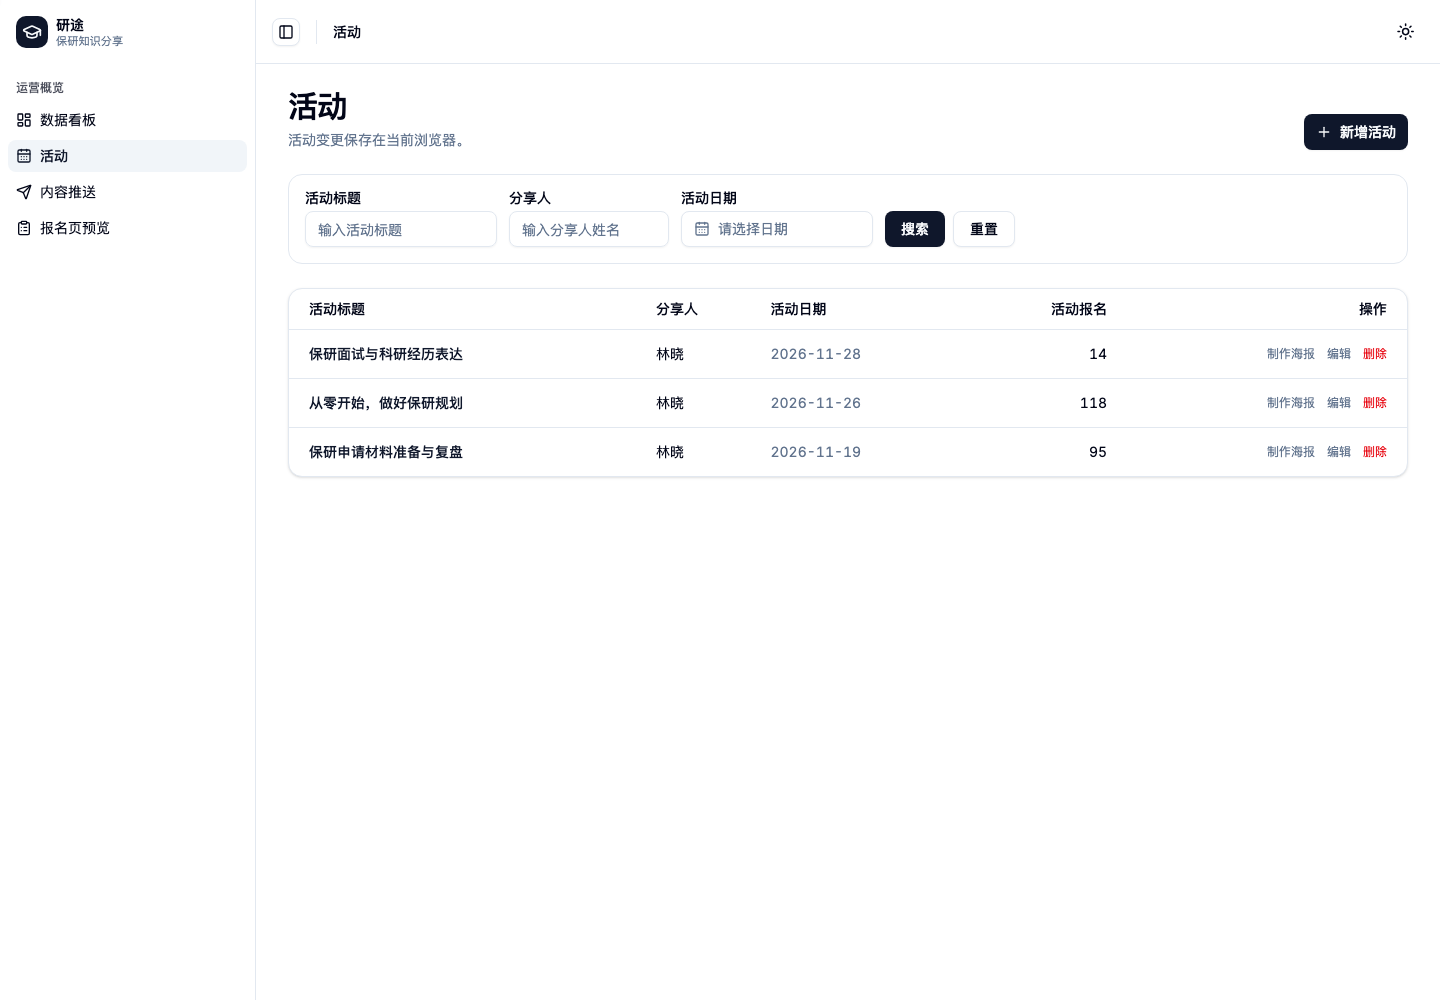 研途
保研知识分享
运营概览
数据看板
活动
内容推送
报名页预览
活动
活动
活动变更保存在当前浏览器。
新增活动
活动标题 分享人 活动日期
输入活动标题 输入分享人姓名 请选择日期 搜索 重置
活动标题 分享人 活动日期 活动报名 操作
保研面试与科研经历表达 林晓 2026-11-28 14 制作海报 编辑 删除
从零开始，做好保研规划 林晓 2026-11-26 118 制作海报 编辑 删除
保研申请材料准备与复盘 林晓 2026-11-19 95 制作海报 编辑 删除